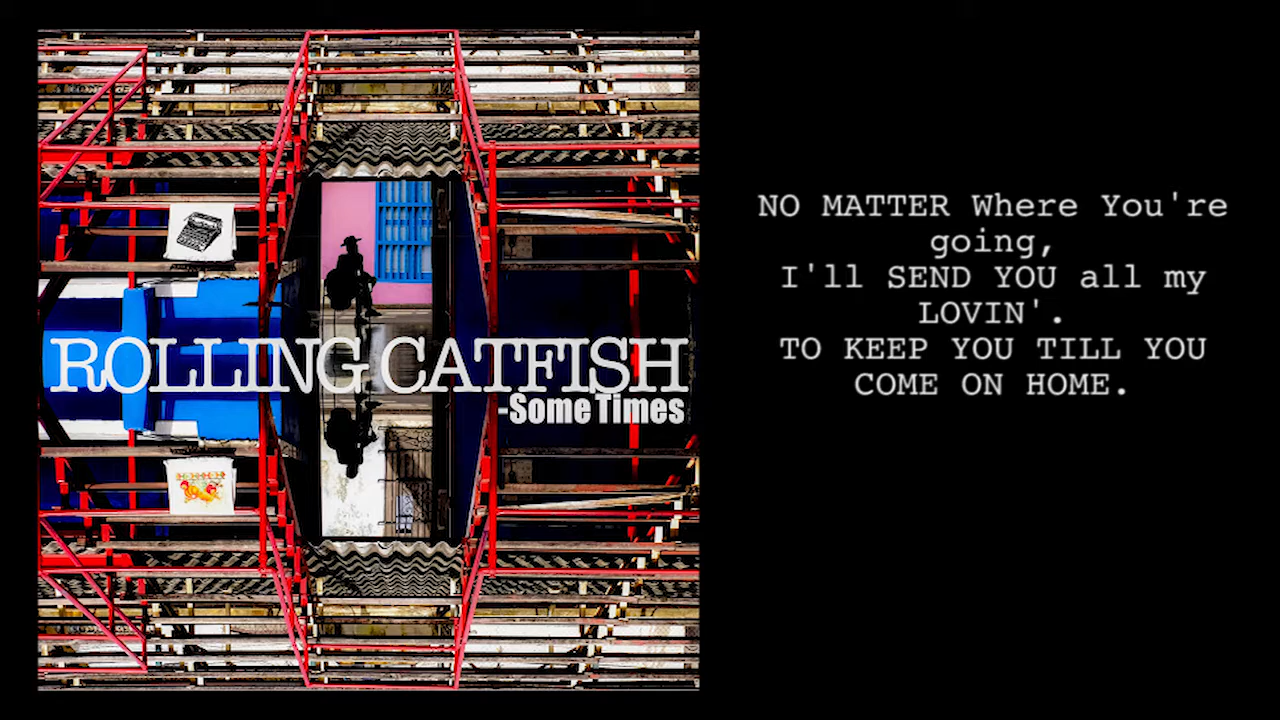 ROLLING CATFISH
-Some Times
NO MATTER Where You're
going,
I'll SEND YOU all my
LOVIN'.
TO KEEP YOU TILL YOU
COME ON HOME.